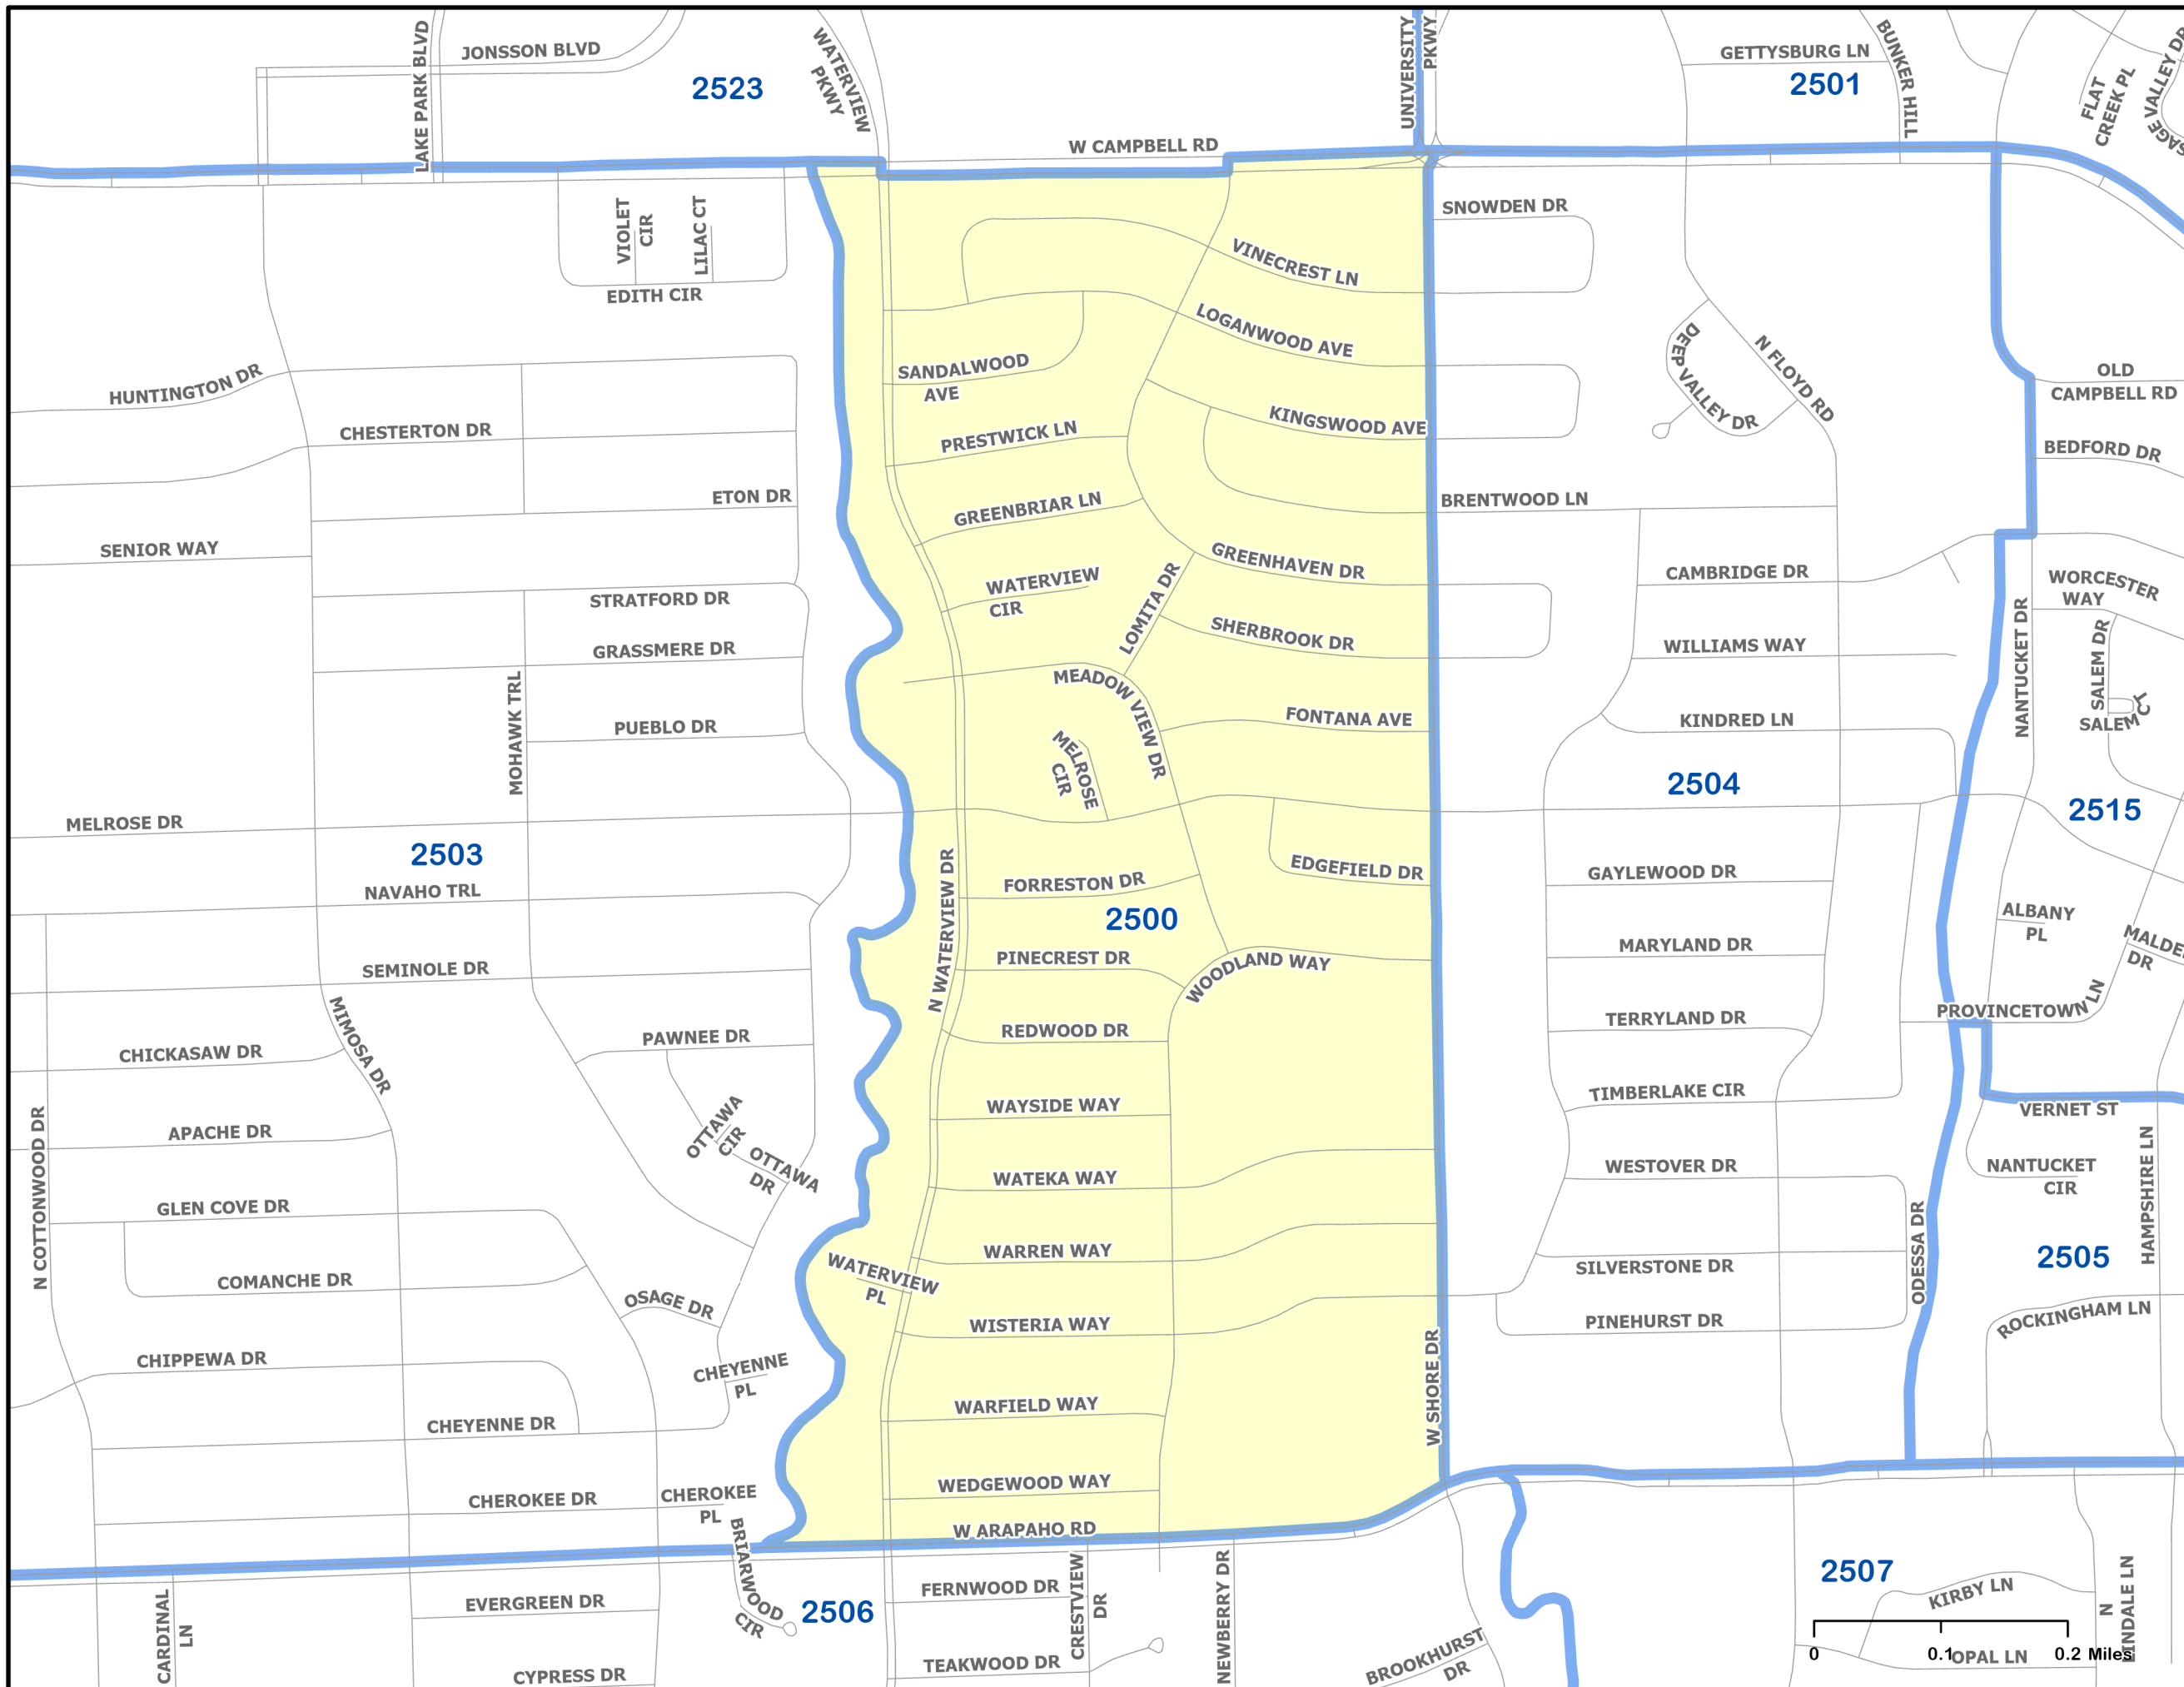 JONSSON BLVD
LAKE PARK BLVD
2523
WATERVIEW
PKWY
UNIVERSITY
PKWY
W CAMPBELL RD
GETTYSBURG LN
2501
BUNKER HILL
FLAT
CREEK PL
SAGE VALLEY DR
VIOLET
CIR
LILAC CT
EDITH CIR
SNOWDEN DR
VINECREST LN
LOGANWOOD AVE
SANDALWOOD
AVE
KINGSWOOD AVE
PRESTWICK LN
DEEP VALLEY DR
N FLOYD RD
OLD
CAMPBELL RD
BEDFORD DR
HUNTINGTON DR
CHESTERTON DR
ETON DR
SENIOR WAY
GREENBRIAR LN
BRENTWOOD LN
GREENHAVEN DR
WATERVIEW
CIR
LOMITA DR
SHERBROOK DR
CAMBRIDGE DR
WILLIAMS WAY
WORCESTER
WAY
NANTUCKET DR
SALEM DR
SALEM CT
STRATFORD DR
GRASSMERE DR
MOHAWK TRL
PUEBLO DR
MEADOW VIEW DR
FONTANA AVE
KINDRED LN
MELROSE
CIR
2504
2515
MELROSE DR
2503
NAVAHO TRL
N WATERVIEW DR
FORRESTON DR
EDGEFIELD DR
2500
GAYLEWOOD DR
ALBANY
PL
PINECREST DR
WOODLAND WAY
MARYLAND DR
MALDE
DR
SEMINOLE DR
MIMOSA DR
REDWOOD DR
TERRYLAND DR
PROVINCETOWN LN
CHICKASAW DR
PAWNEE DR
TIMBERLAKE CIR
VERNET ST
WAYSIDE WAY
N COTTONWOOD DR
APACHE DR
OTTAWA
CIR
OTTAWA
DR
WATEKA WAY
WESTOVER DR
NANTUCKET
CIR
HAMPSHIRE LN
GLEN COVE DR
WARREN WAY
ODESSA DR
2505
COMANCHE DR
WATERVIEW
PL
SILVERSTONE DR
OSAGE DR
WISTERIA WAY
PINEHURST DR
ROCKINGHAM LN
CHIPPEWA DR
CHEYENNE
PL
W SHORE DR
WARFIELD WAY
CHEYENNE DR
CHEROKEE DR
CHEROKEE
PL
WEDGEWOOD WAY
W ARAPAHO RD
BRIARWOOD
CIR
2506
FERNWOOD DR
CRESTVIEW
DR
NEWBERRY DR
2507
KIRBY LN
CARDINAL
LN
EVERGREEN DR
CYPRESS DR
TEAKWOOD DR
BROOKHURST
DR
N
LINDALE LN
OPAL LN
0 0.1 0.2 Miles